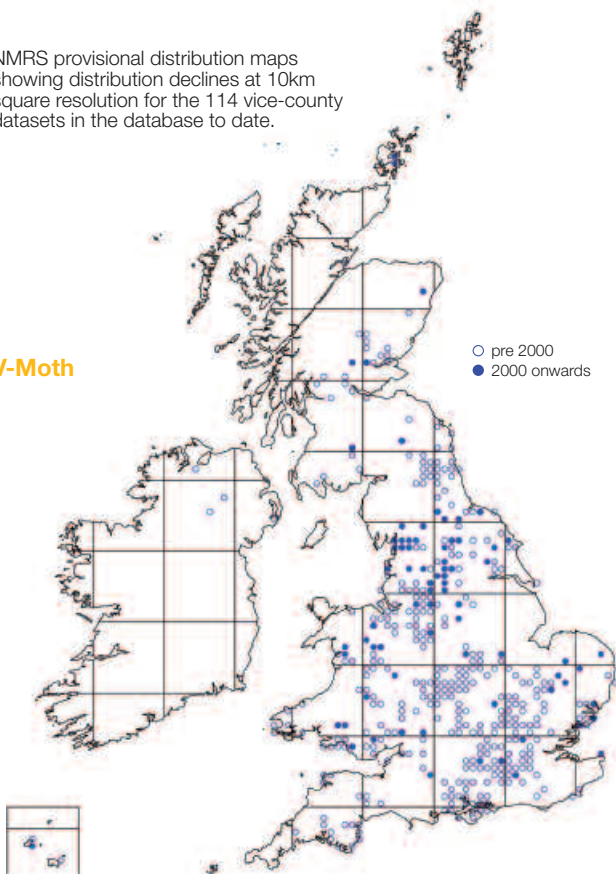 NMRS provisional distribution maps
showing distribution declines at 10km
square resolution for the 114 vice-county
datasets in the database to date.
V-Moth
pre 2000
2000 onwards